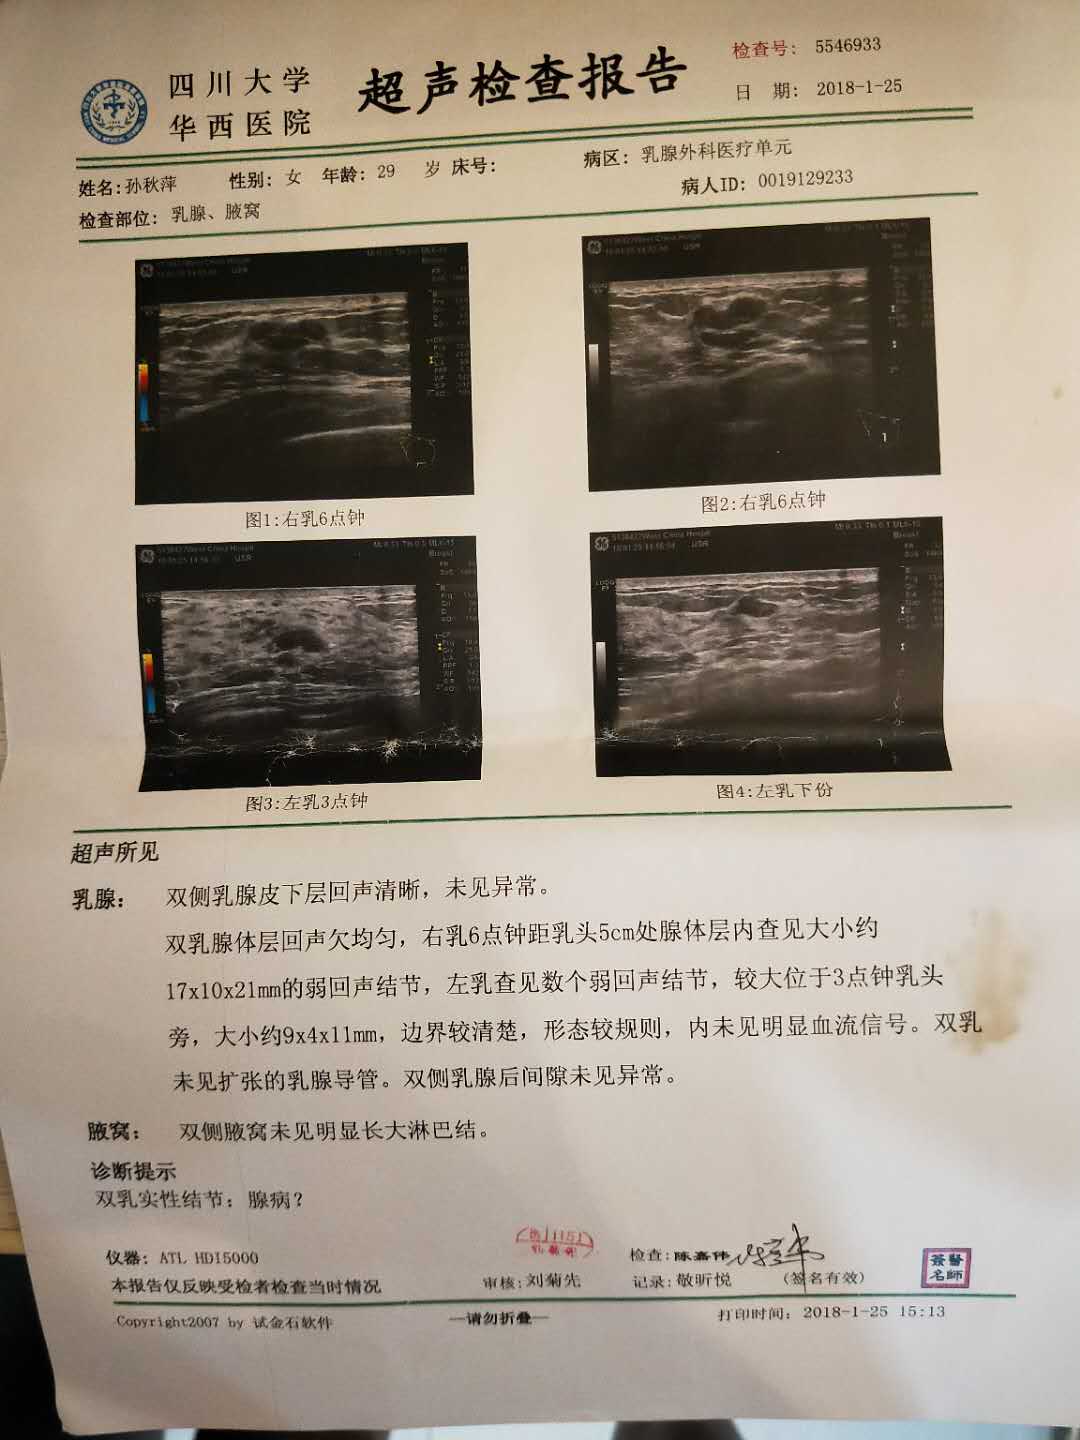 四川大学
华西医院
超声检查报告
检查号: 5546933
日 期: 2018-1-25
姓名:孙秋萍 性别: 女 年龄: 29 岁 床号:
病区: 乳腺外科医疗单元
病人ID: 0019129233
检查部位: 乳腺、腋窝
图1:右乳6点钟
图2:右乳6点钟
图3:左乳3点钟
图4:左乳下份
超声所见
乳腺: 双侧乳腺皮下层回声清晰，未见异常。
双乳腺体层回声欠均匀，右乳6点钟距乳头5cm处腺体层内查见大小约
17x10x21mm的弱回声结节，左乳查见数个弱回声结节，较大位于3点钟乳头
旁，大小约9x4x11mm，边界较清楚，形态较规则，内未见明显血流信号。双乳
未见扩张的乳腺导管。双侧乳腺后间隙未见异常。
腋窝: 双侧腋窝未见明显长大淋巴结。
诊断提示
双乳实性结节: 腺病?
仪器: ATL HDI5000
检查: 陈嘉伟
本报告仅反映受检者检查当时情况
审核: 刘菊先
记录: 敬昕悦
(签名有效)
簽醫
名師
Copyright2007 by 试金石软件
—请勿折叠—
打印时间: 2018-1-25 15:13